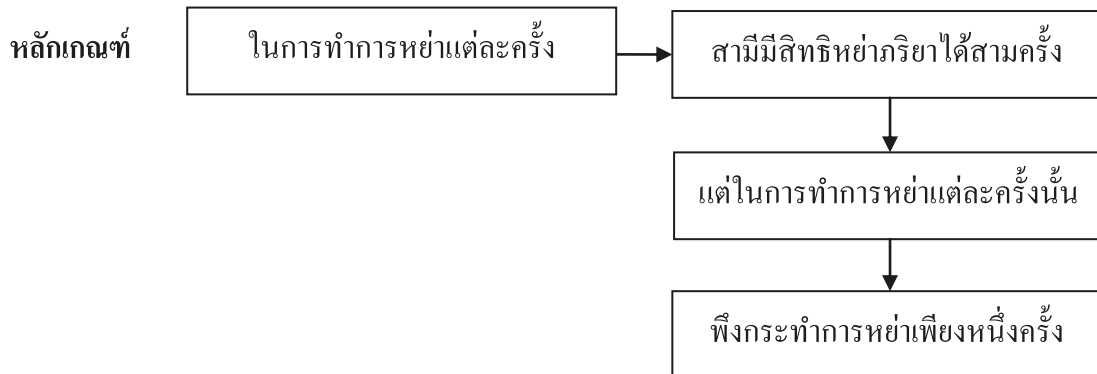 หลักเกณฑ์
ในการทำการหย่าแต่ละครั้ง
สามีมีสิทธิหย่าภริยาได้สามครั้ง
แต่ในการทำการหย่าแต่ละครั้งนั้น
พึงกระทำการหย่าเพียงหนึ่งครั้ง